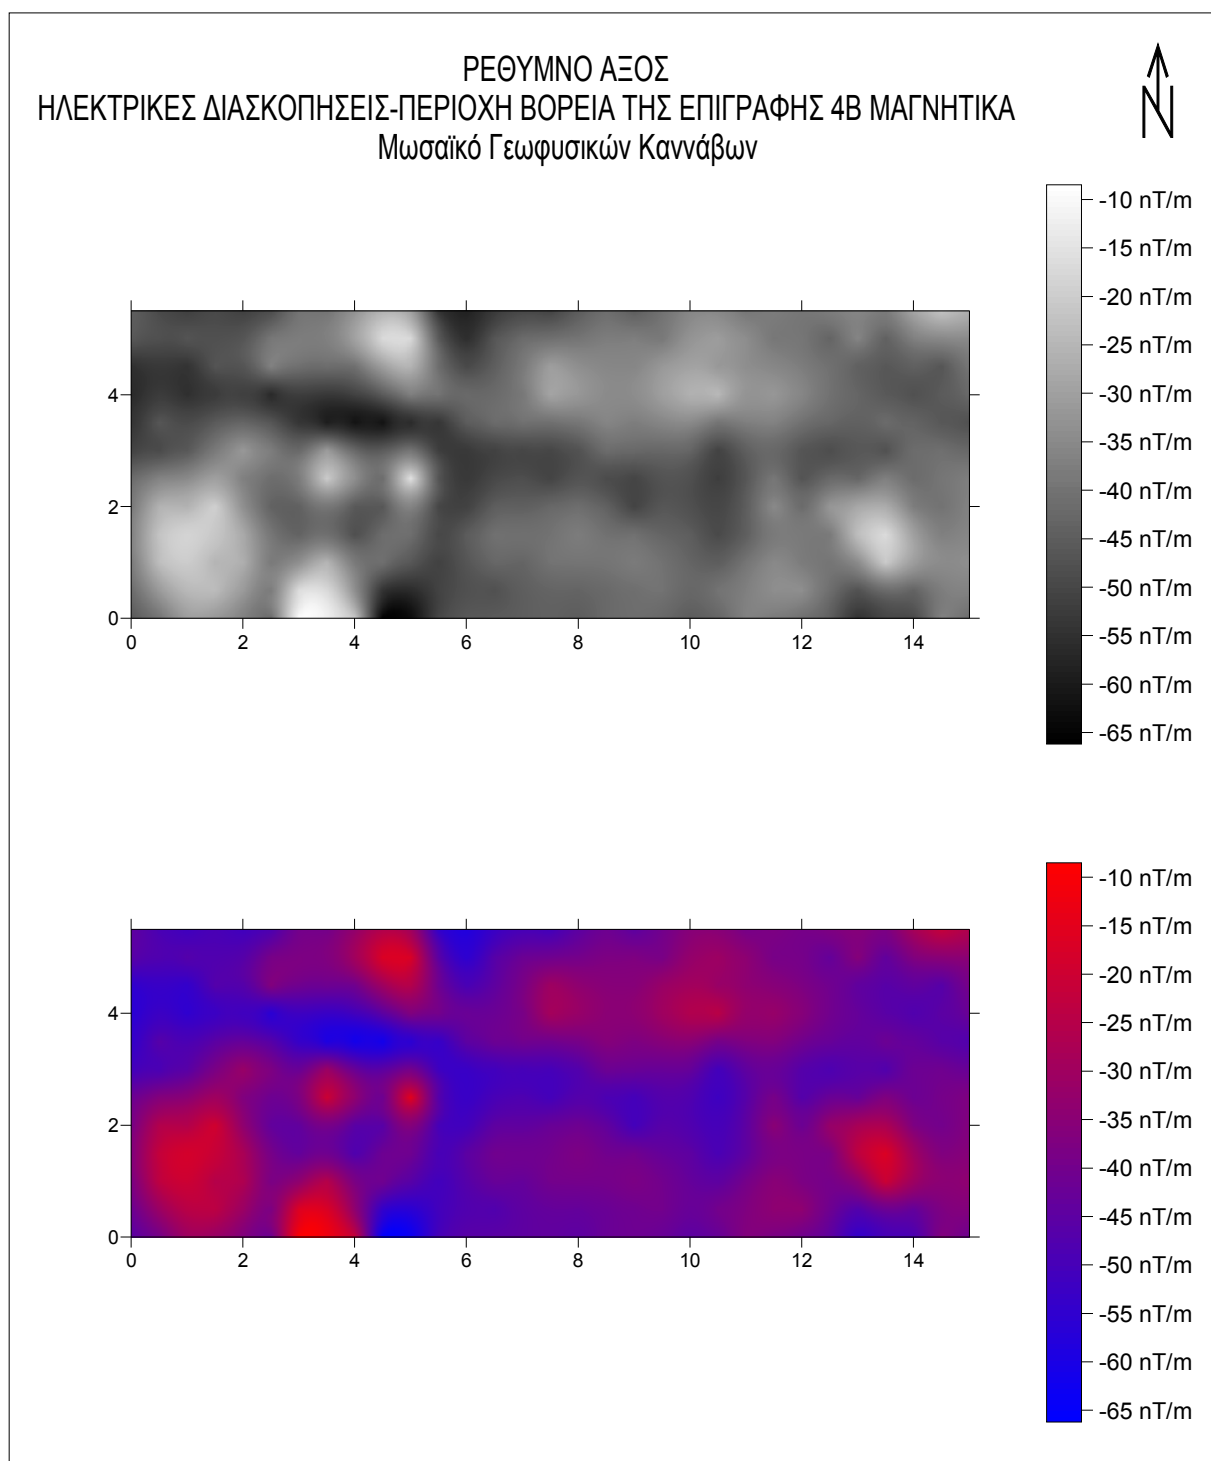 ΡΕΘΥΜΝΟ ΑΞΟΣ
ΗΛΕΚΤΡΙΚΕΣ ΔΙΑΣΚΟΠΗΣΕΙΣ-ΠΕΡΙΟΧΗ ΒΟΡΕΙΑ ΤΗΣ ΕΠΙΓΡΑΦΗΣ 4Β ΜΑΓΝΗΤΙΚΑ
Μωσαϊκό Γεωφυσικών Καννάβων
N
-10 nT/m
-15 nT/m
-20 nT/m
-25 nT/m
-30 nT/m
-35 nT/m
-40 nT/m
-45 nT/m
-50 nT/m
-55 nT/m
-60 nT/m
-65 nT/m
4
2
0
0 2 4 6 8 10 12 14
-10 nT/m
-15 nT/m
-20 nT/m
-25 nT/m
-30 nT/m
-35 nT/m
-40 nT/m
-45 nT/m
-50 nT/m
-55 nT/m
-60 nT/m
-65 nT/m
4
2
0
0 2 4 6 8 10 12 14